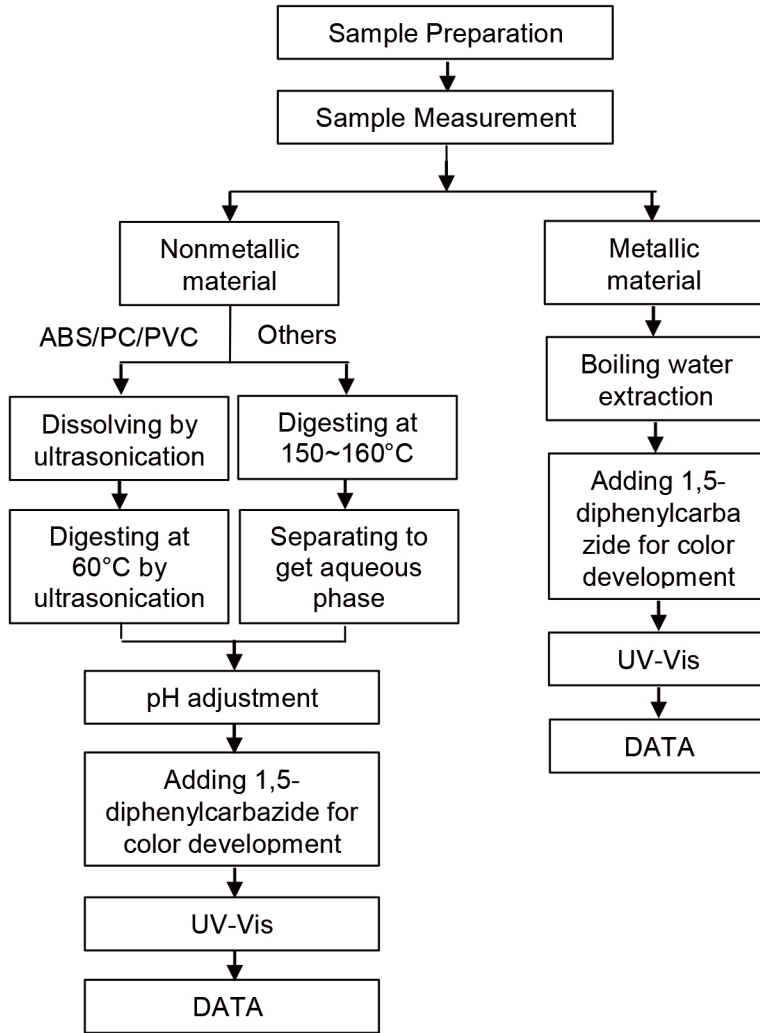 Sample Preparation
Sample Measurement
Nonmetallic
material
ABS/PC/PVC
Others
Dissolving by
ultrasonication
Digesting at
60°C by
ultrasonication
Digesting at
150~160°C
Separating to
get aqueous
phase
pH adjustment
Adding 1,5-
diphenylcarbazide for
color development
UV-Vis
DATA
Metallic
material
Boiling water
extraction
Adding 1,5-
diphenylcarba
zide for color
development
UV-Vis
DATA